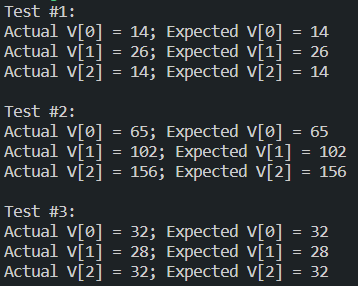 Test #1:
Actual V[0] = 14; Expected V[0] = 14
Actual V[1] = 26; Expected V[1] = 26
Actual V[2] = 14; Expected V[2] = 14
Test #2:
Actual V[0] = 65; Expected V[0] = 65
Actual V[1] = 102; Expected V[1] = 102
Actual V[2] = 156; Expected V[2] = 156
Test #3:
Actual V[0] = 32; Expected V[0] = 32
Actual V[1] = 28; Expected V[1] = 28
Actual V[2] = 32; Expected V[2] = 32